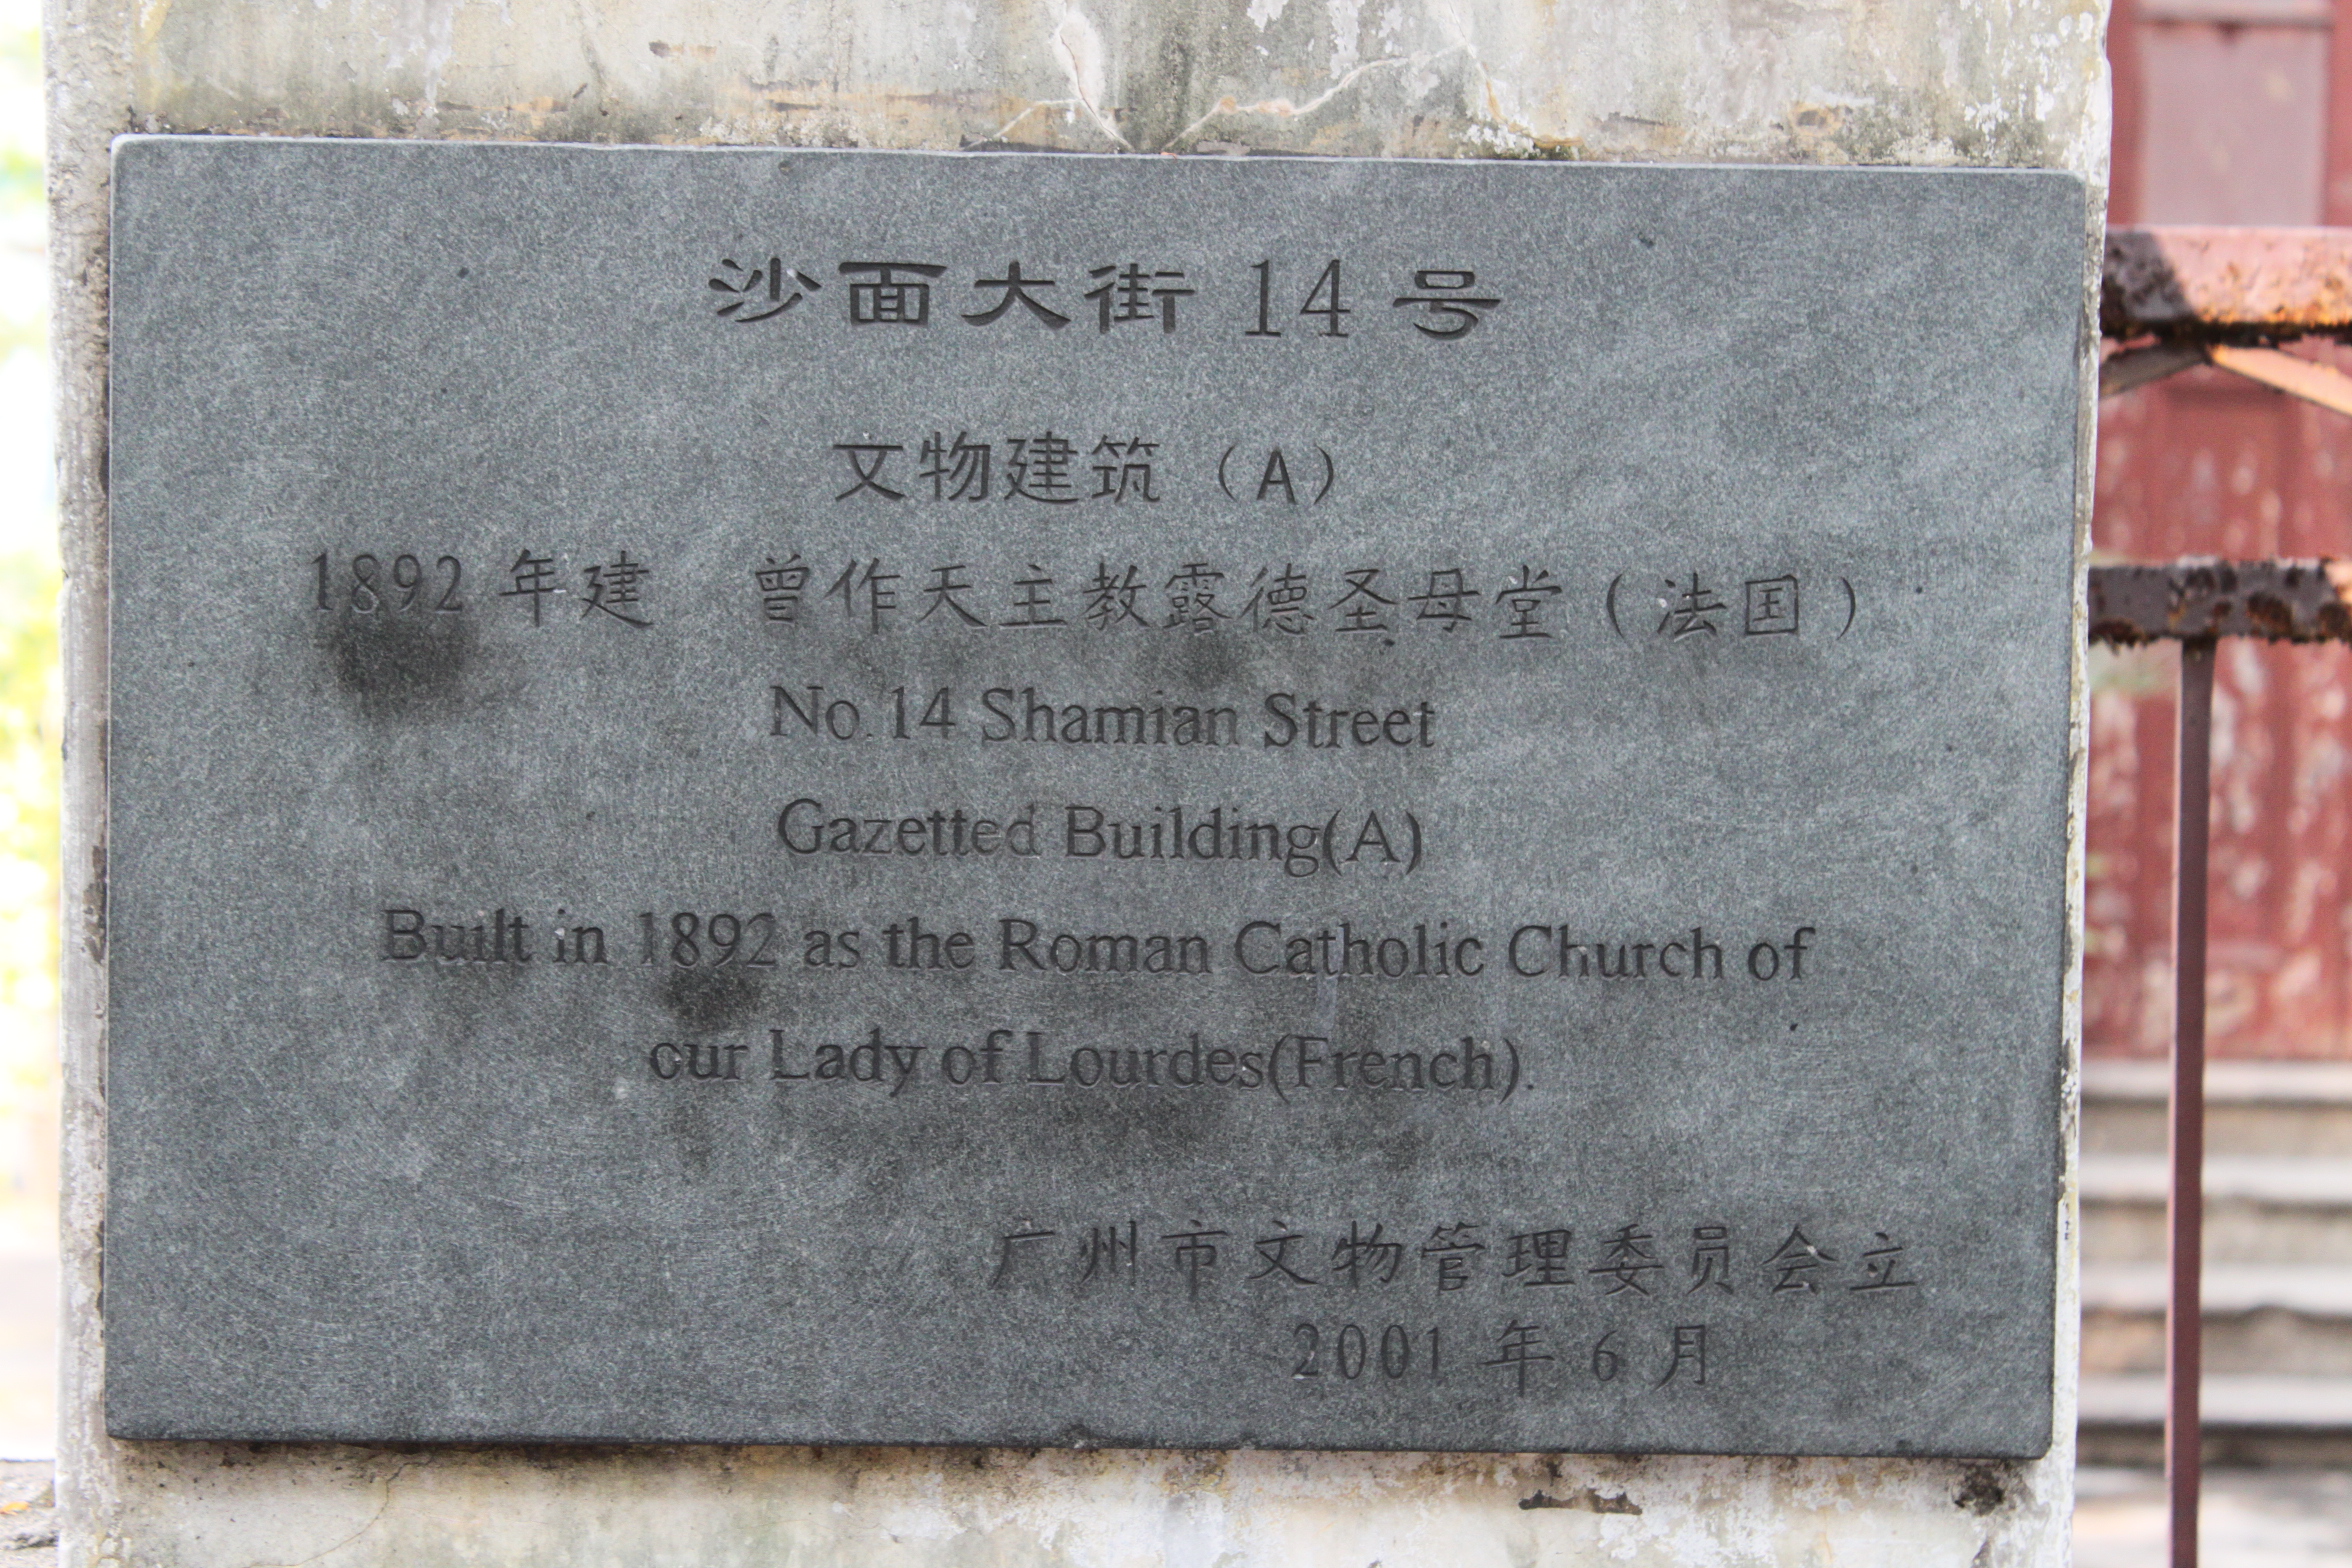 沙面大街 14 号
文物建筑（A）
1892 年建　曾作天主教露德圣母堂（法国）
No.14 Shamian Street
Gazetted Building(A)
Built in 1892 as the Roman Catholic Church of
our Lady of Lourdes(French).
广州市文物管理委员会立
2001 年 6 月